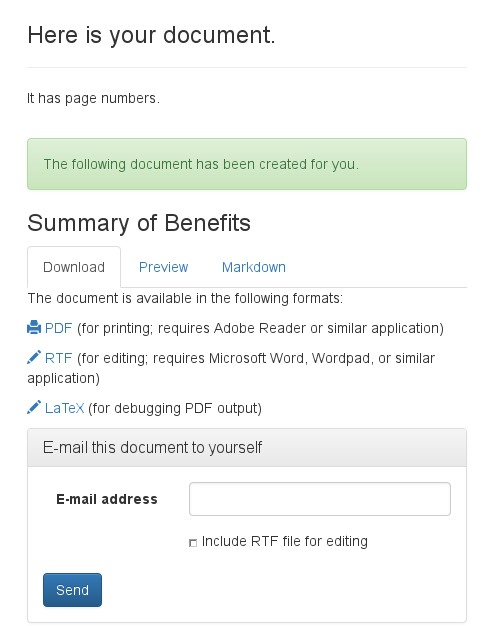 Here is your document.
It has page numbers.
The following document has been created for you.
Summary of Benefits
Download Preview Markdown
The document is available in the following formats:
PDF (for printing; requires Adobe Reader or similar application)
RTF (for editing; requires Microsoft Word, Wordpad, or similar
application)
LaTeX (for debugging PDF output)
E-mail this document to yourself
E-mail address
Include RTF file for editing
Send